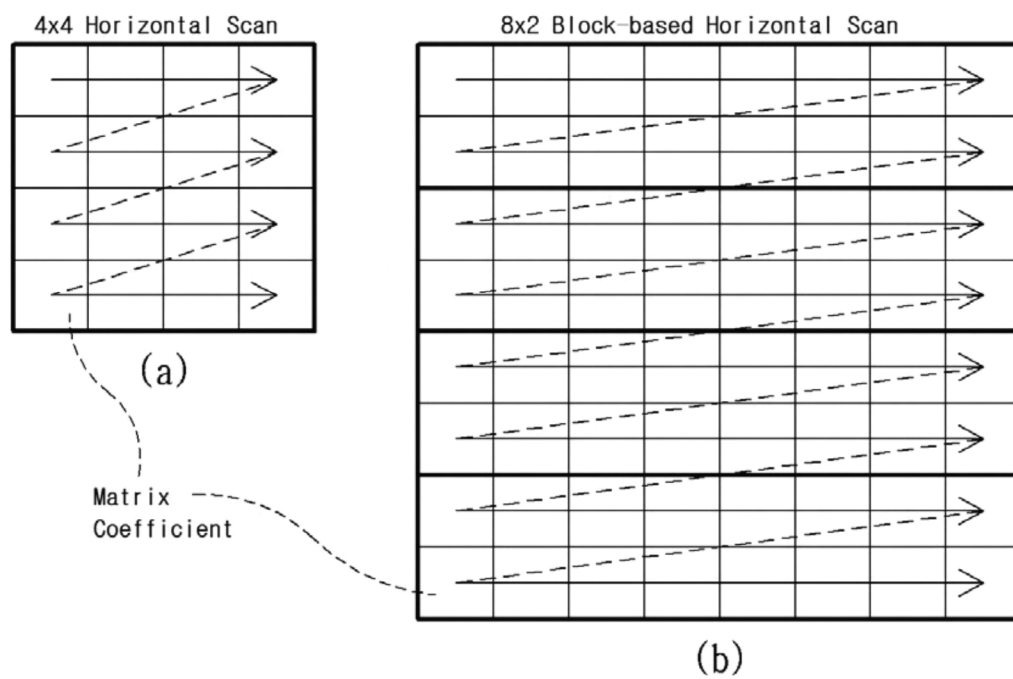 4x4 Horizontal Scan
8x2 Block-based Horizontal Scan
(a)
Matrix
Coefficient
(b)